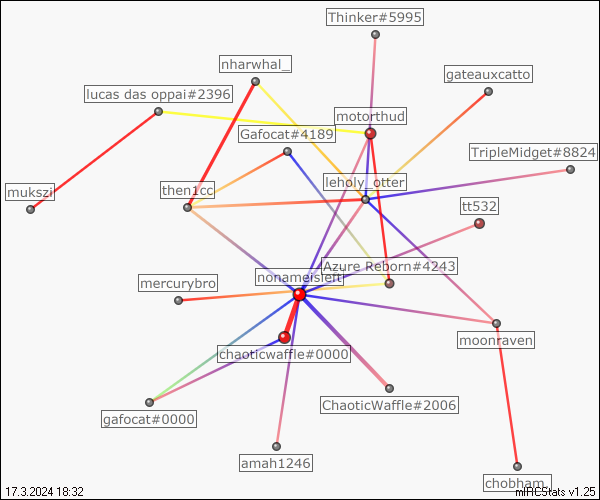 Thinker#5995
nharwhal_
gateauxcatto
lucas das oppai#2396
motorthud
Gafocat#4189
TripleMidget#8824
leholy_otter
mukszi
then1cc
tt532
Azure Reborn#4243
nonameisleft
mercurybro
moonraven
chaoticwaffle#0000
ChaoticWaffle#2006
gafocat#0000
amah1246
chobham.
17.3.2024 18:32
mIRCStats v1.25